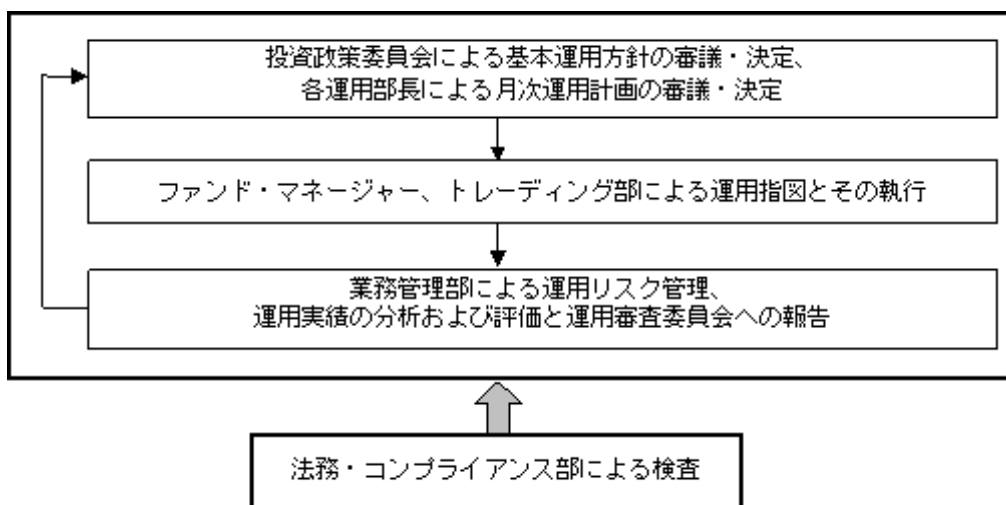 投資政策委員会による基本運用方針の審議・決定、
各運用部長による月次運用計画の審議・決定
ファンド・マネージャー、トレーディング部による運用指図とその執行
業務管理部による運用リスク管理、
運用実績の分析および評価と運用審査委員会への報告
法務・コンプライアンス部による検査